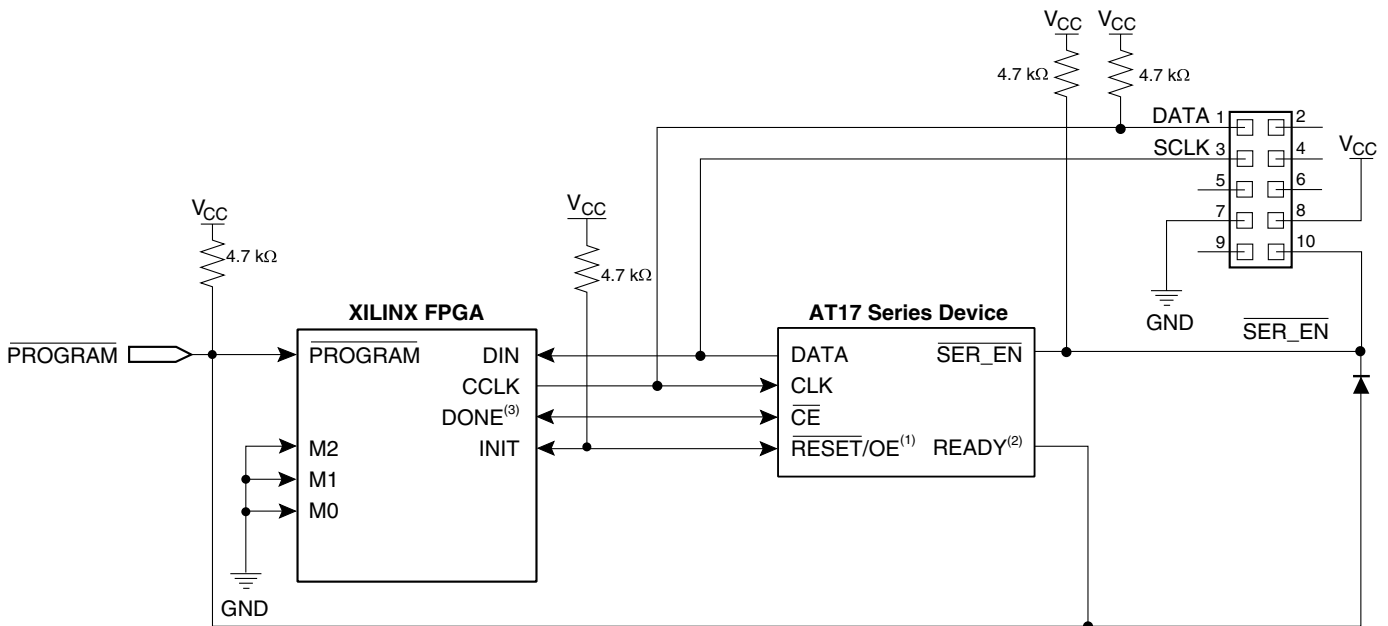 VCC VCC
4.7 kΩ 4.7 kΩ
DATA 1 2
SCLK 3 4
VCC
5 6
7 8
9 10
GND
SER_EN
VCC
4.7 kΩ
VCC
4.7 kΩ
XILINX FPGA
PROGRAM
PROGRAM
DIN
CCLK
DONE(3)
INIT
M2
M1
M0
GND
AT17 Series Device
DATA
SER_EN
CLK
CE
RESET/OE(1)
READY(2)